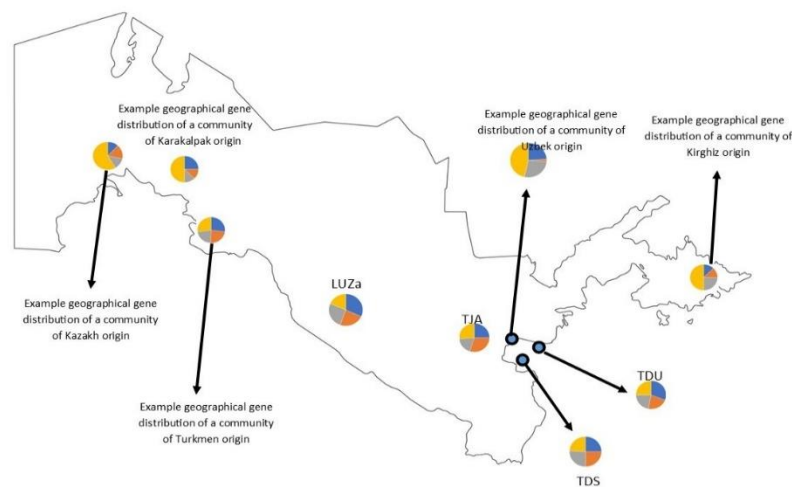 Example geographical gene
distribution of a community
of Karakalpak origin
Example geographical gene
distribution of a community of
Uzbek origin
Example geographical gene
distribution of a community of
Kirghiz origin
Example geographical gene
distribution of a community
of Kazakh origin
LUZa
TJA
TDU
Example geographical gene
distribution of a community
of Turkmen origin
TDS